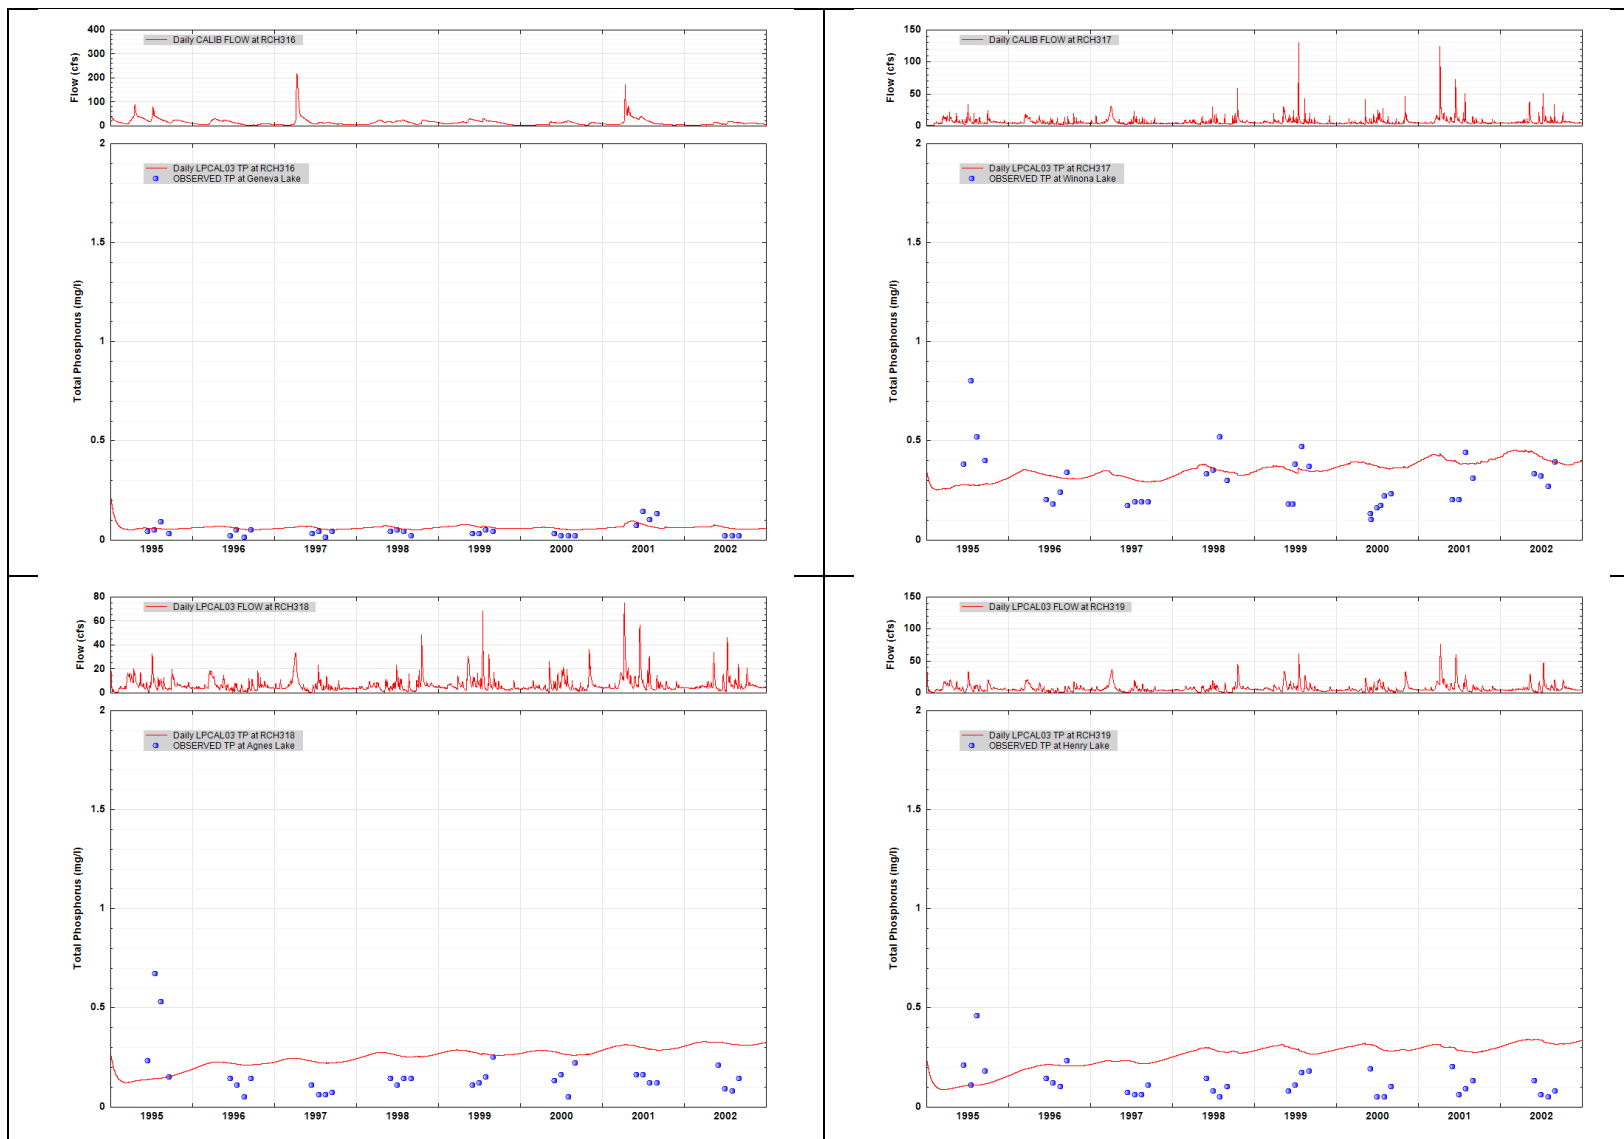 400
300
200
100
0
Flow (cfs)
Daily CALIB FLOW at RCH316
2
1.5
1
0.5
0
Total Phosphorus (mg/l)
Daily LPCAL03 TP at RCH316
OBSERVED TP at Geneva Lake
1995 1996 1997 1998 1999 2000 2001 2002
150
100
50
0
Flow (cfs)
Daily CALIB FLOW at RCH317
2
1.5
1
0.5
0
Total Phosphorus (mg/l)
Daily LPCAL03 TP at RCH317
OBSERVED TP at Winona Lake
1995 1996 1997 1998 1999 2000 2001 2002
80
60
40
20
0
Flow (cfs)
Daily LPCAL03 FLOW at RCH318
2
1.5
1
0.5
0
Total Phosphorus (mg/l)
Daily LPCAL03 TP at RCH318
OBSERVED TP at Agnes Lake
1995 1996 1997 1998 1999 2000 2001 2002
150
100
50
0
Flow (cfs)
Daily LPCAL03 FLOW at RCH319
2
1.5
1
0.5
0
Total Phosphorus (mg/l)
Daily LPCAL03 TP at RCH319
OBSERVED TP at Henry Lake
1995 1996 1997 1998 1999 2000 2001 2002